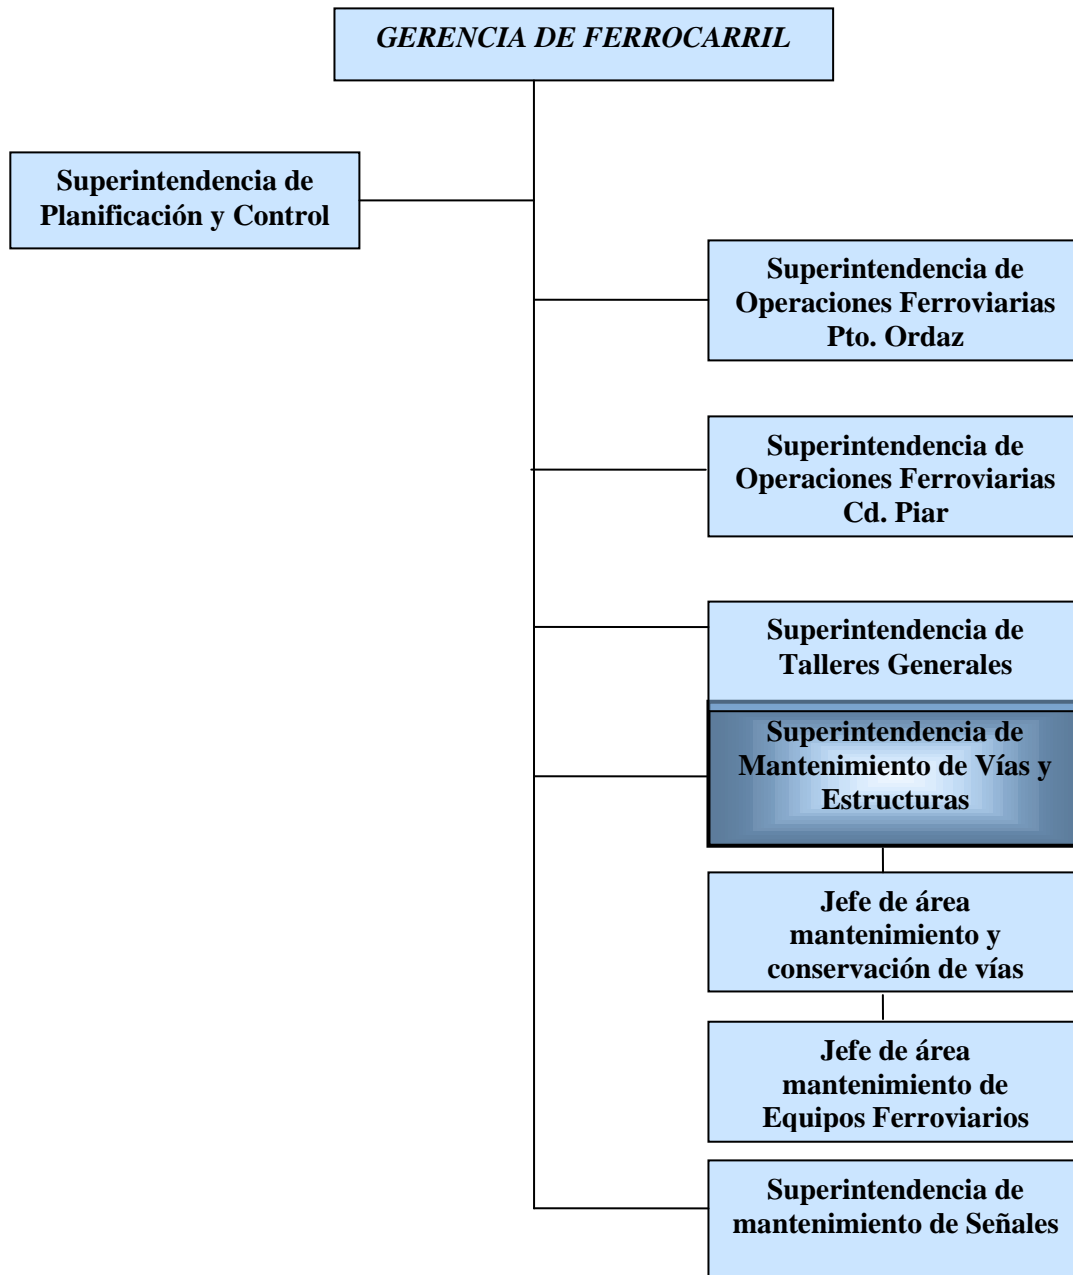 GERENCIA DE FERROCARRIL
Superintendencia de
Planificación y Control
Superintendencia de
Operaciones Ferroviarias
Pto. Ordaz
Superintendencia de
Operaciones Ferroviarias
Cd. Piar
Superintendencia de
Talleres Generales
Superintendencia de
Mantenimiento de Vías y
Estructuras
Jefe de área
mantenimiento y
conservación de vías
Jefe de área
mantenimiento de
Equipos Ferroviarios
Superintendencia de
mantenimiento de Señales